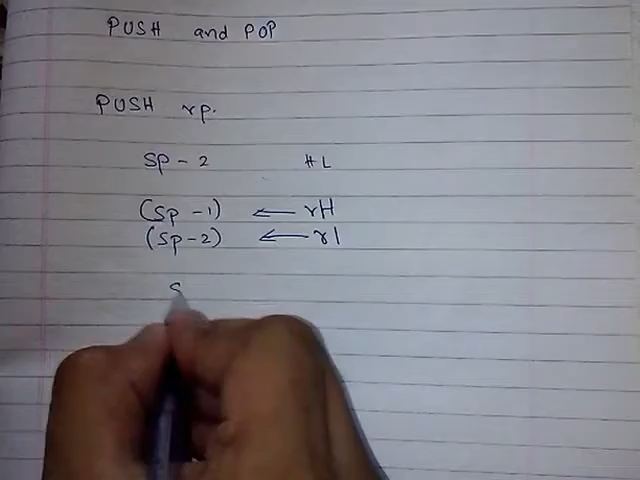 PUSH and POP
PUSH rp.
SP - 2 HL
(SP - 1) ← rH
(SP - 2) ← rl
S